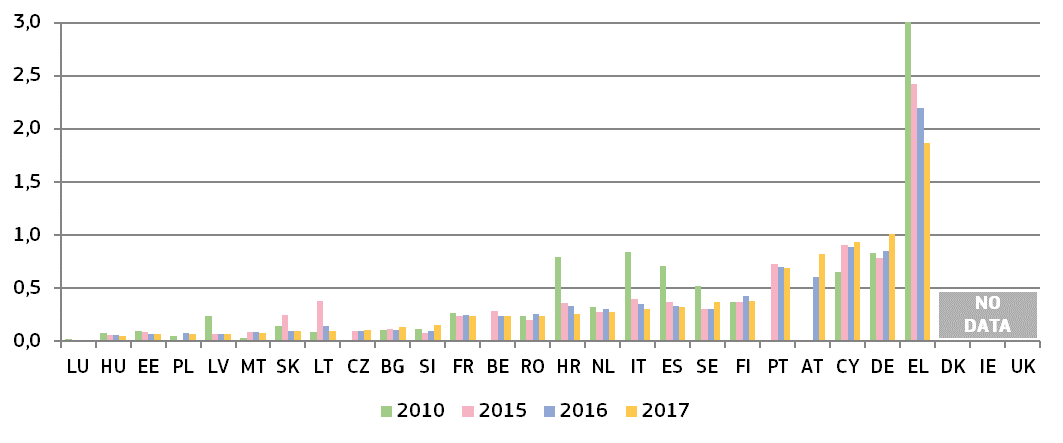 3,0
2,5
2,0
1,5
1,0
0,5
0,0
NO
DATA
LU HU EE PL LV MT SK LT CZ BG SI FR BE RO HR NL IT ES SE FI PT AT CY DE EL DK IE UK
2010 2015 2016 2017